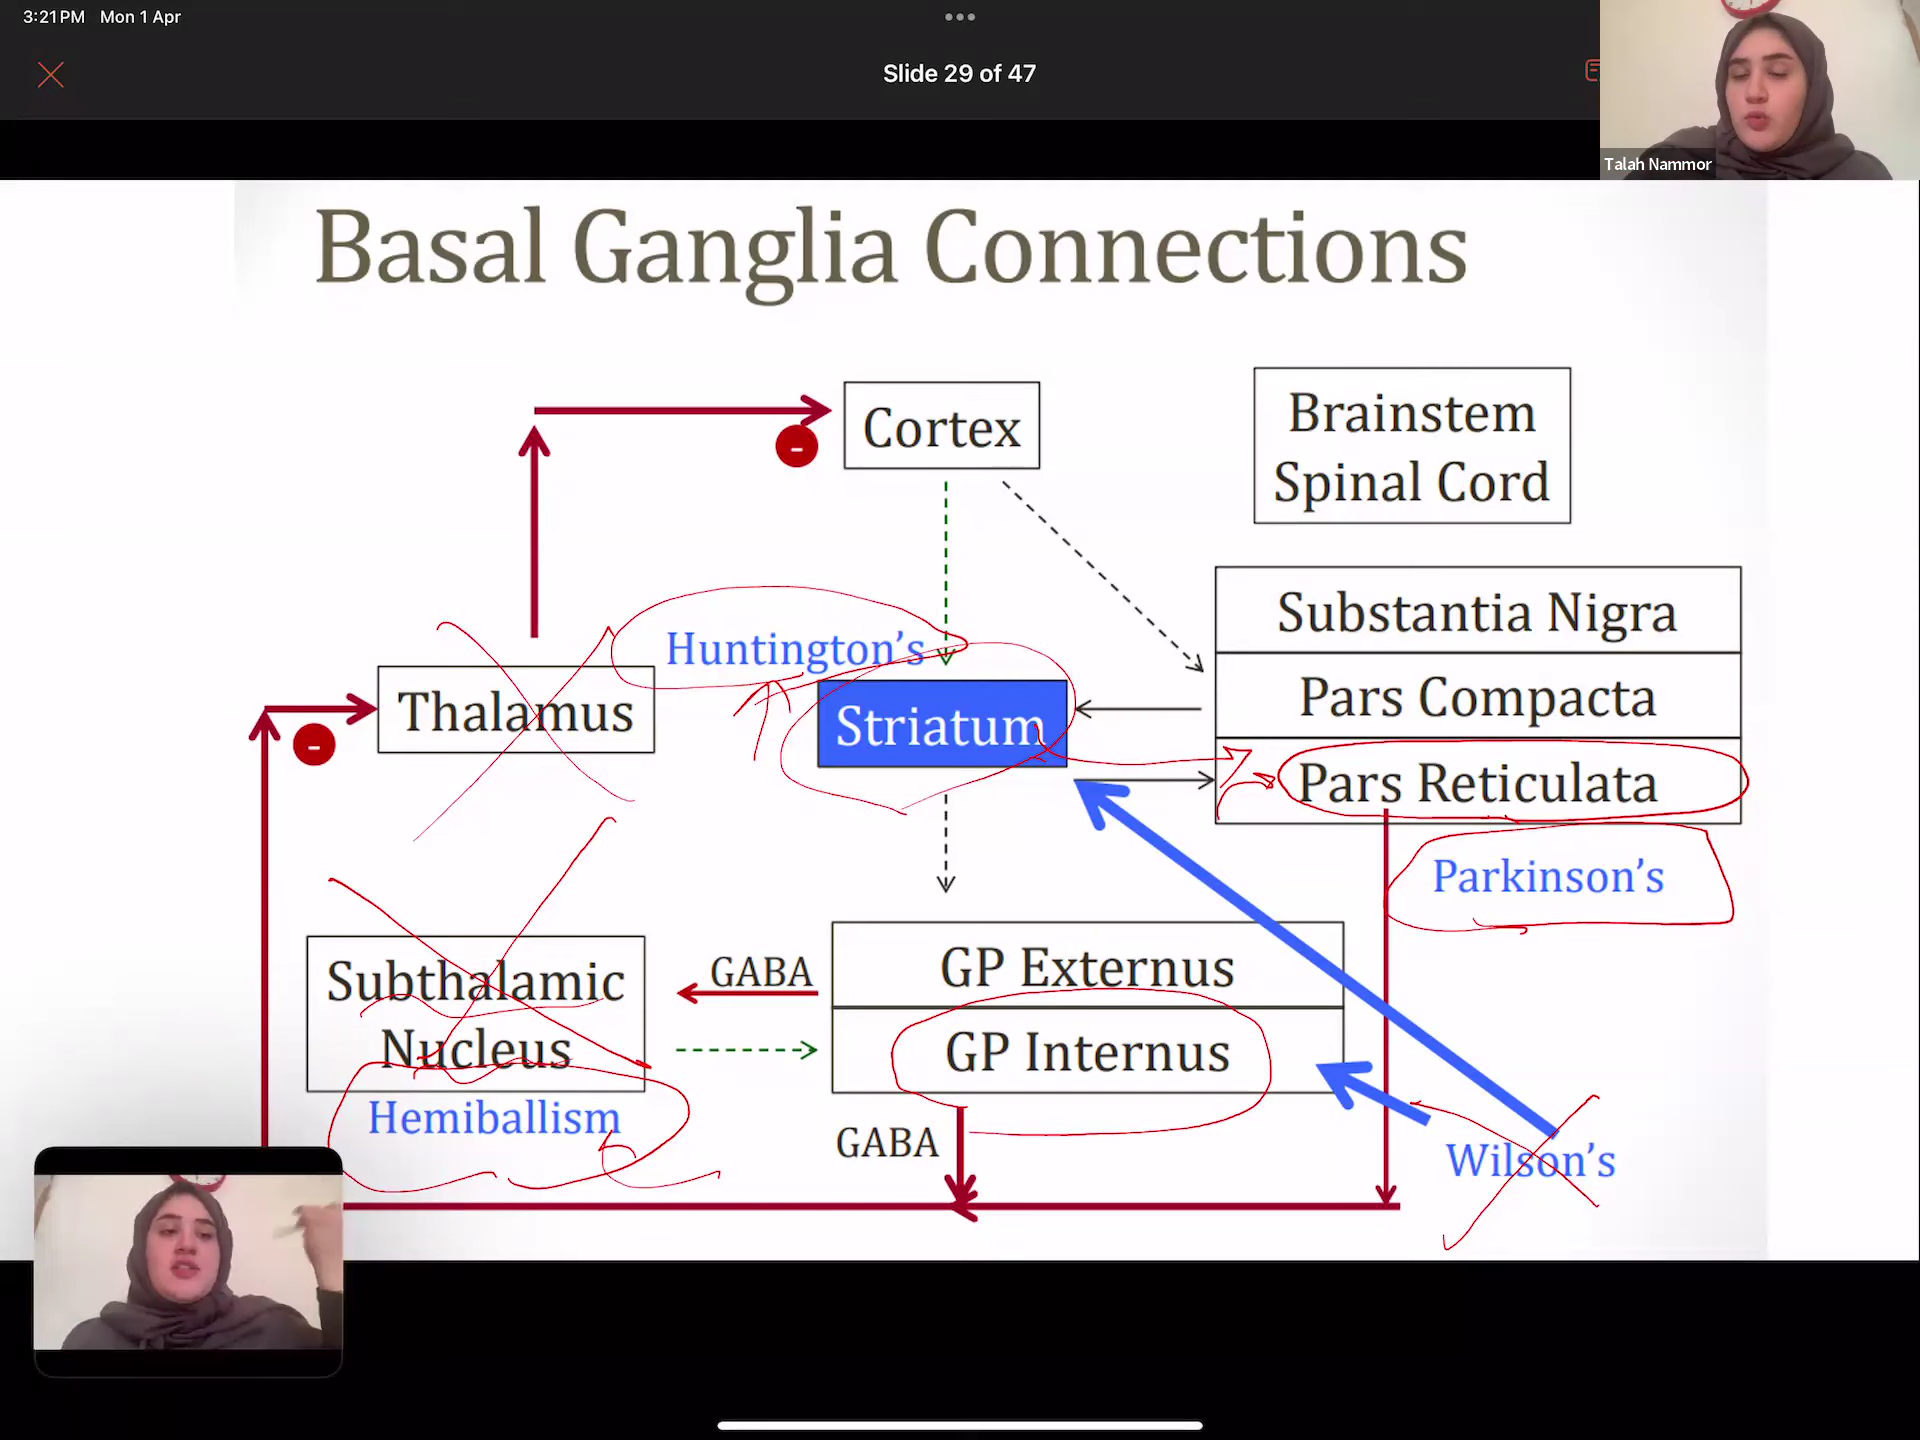 3:21 PM Mon 1 Apr
Slide 29 of 47
Talah Nammor
Basal Ganglia Connections
Cortex
Brainstem
Spinal Cord
-
Substantia Nigra
Huntington's
Thalamus
Striatum
Pars Compacta
-
Pars Reticulata
Parkinson's
Subthalamic
Nucleus
GABA
GP Externus
GP Internus
Hemiballism
GABA
Wilson's